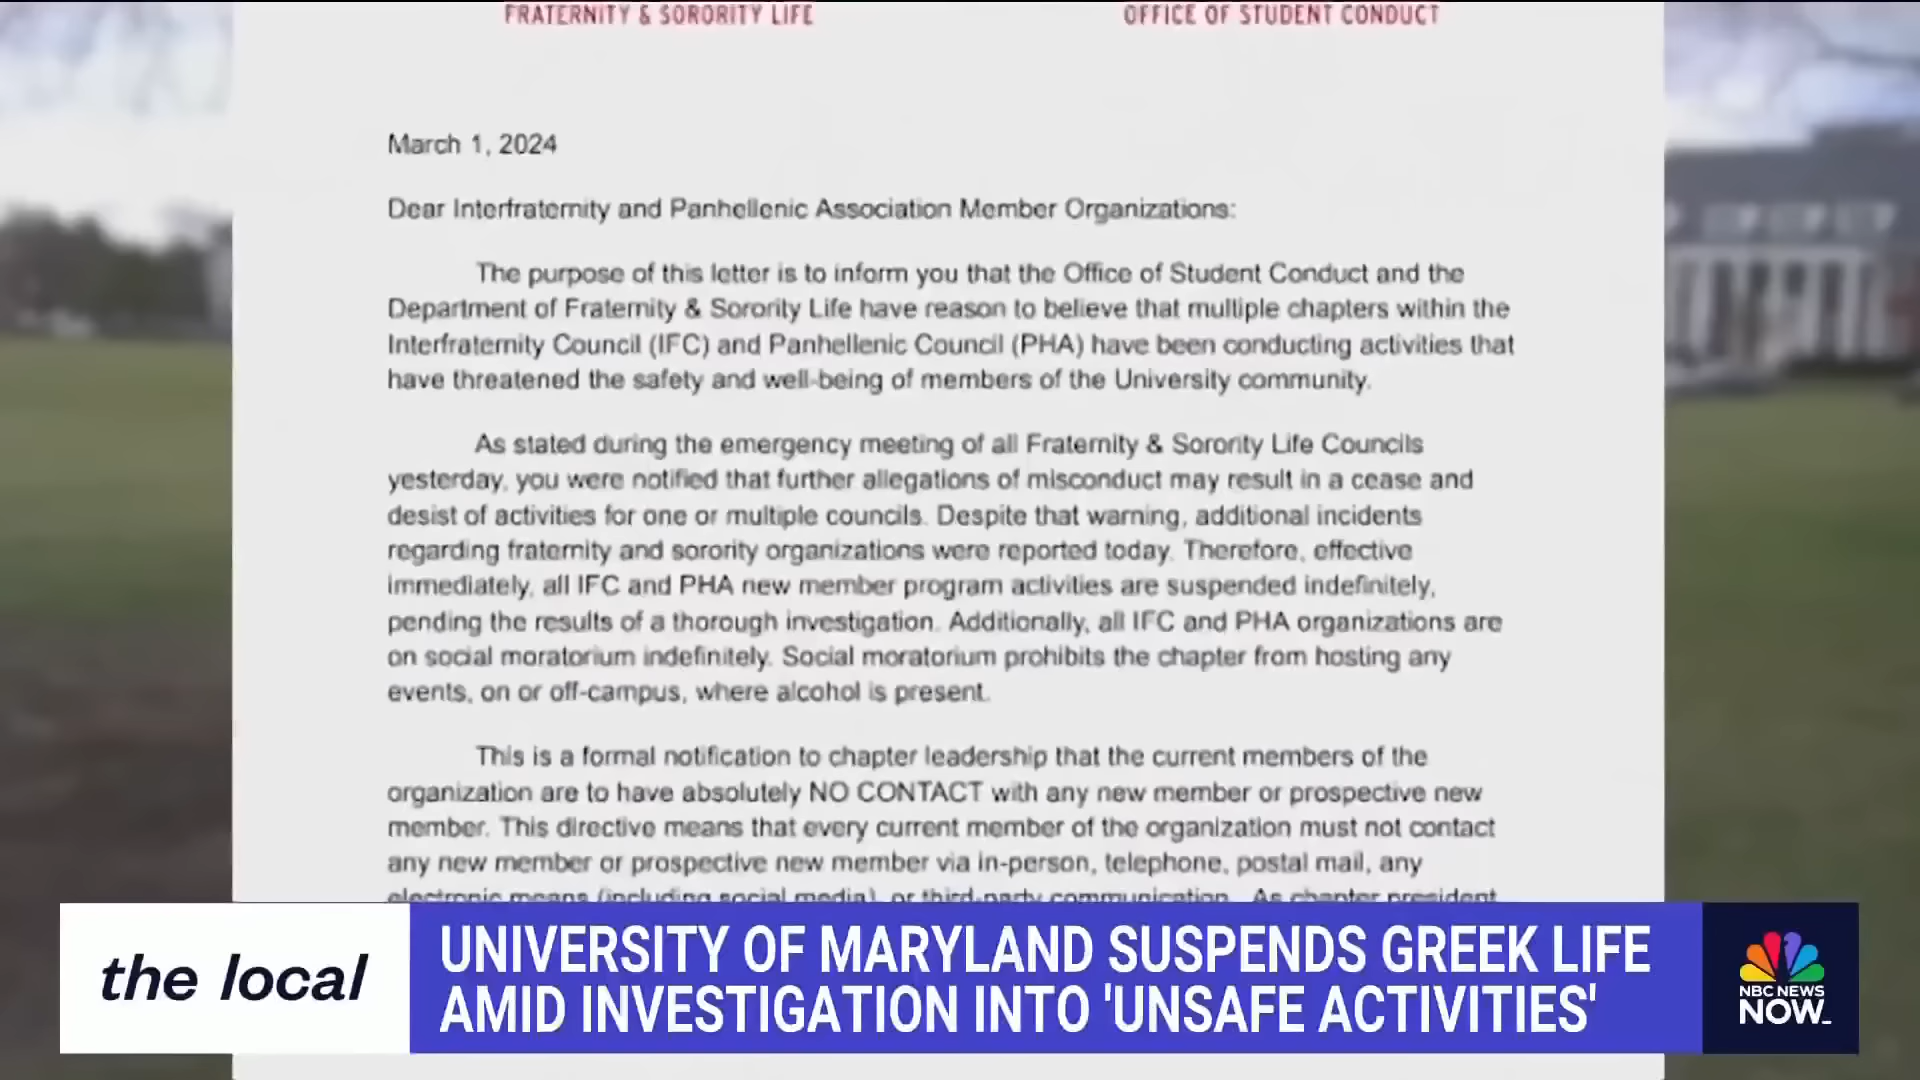 FRATERNITY & SORORITY LIFE
OFFICE OF STUDENT CONDUCT
March 1, 2024
Dear Interfraternity and Panhellenic Association Member Organizations:
The purpose of this letter is to inform you that the Office of Student Conduct and the
Department of Fraternity & Sorority Life have reason to believe that multiple chapters within the
Interfraternity Council (IFC) and Panhellenic Council (PHA) have been conducting activities that
have threatened the safety and well-being of members of the University community.
As stated during the emergency meeting of all Fraternity & Sorority Life Councils
yesterday, you were notified that further allegations of misconduct may result in a cease and
desist of activities for one or multiple councils. Despite that warning, additional incidents
regarding fraternity and sorority organizations were reported today. Therefore, effective
immediately, all IFC and PHA new member program activities are suspended indefinitely,
pending the results of a thorough investigation. Additionally, all IFC and PHA organizations are
on social moratorium indefinitely. Social moratorium prohibits the chapter from hosting any
events, on or off-campus, where alcohol is present.
This is a formal notification to chapter leadership that the current members of the
organization are to have absolutely NO CONTACT with any new member or prospective new
member. This directive means that every current member of the organization must not contact
any new member or prospective new member via in-person, telephone, postal mail, any
electronic means (including social media), or third-party communication. As chapter president
the local
UNIVERSITY OF MARYLAND SUSPENDS GREEK LIFE
AMID INVESTIGATION INTO 'UNSAFE ACTIVITIES'
NBC NEWS
NOW